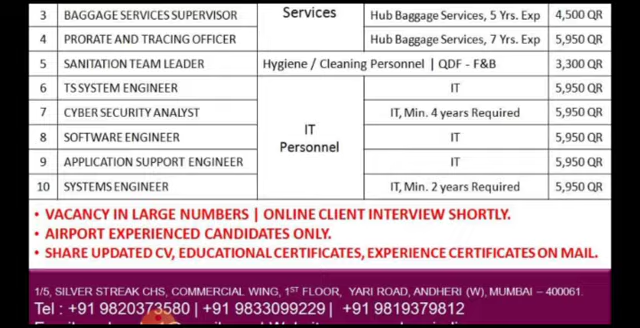 3 BAGGAGE SERVICES SUPERVISOR Services Hub Baggage Services, 5 Yrs. Exp 4,500 QR
4 PRORATE AND TRACING OFFICER Hub Baggage Services, 7 Yrs. Exp 5,950 QR
5 SANITATION TEAM LEADER Hygiene / Cleaning Personnel | QDF - F&B 3,300 QR
6 TS SYSTEM ENGINEER IT 5,950 QR
7 CYBER SECURITY ANALYST IT, Min. 4 years Required 5,950 QR
IT
Personnel
8 SOFTWARE ENGINEER IT 5,950 QR
9 APPLICATION SUPPORT ENGINEER IT 5,950 QR
10 SYSTEMS ENGINEER IT, Min. 2 years Required 5,950 QR
• VACANCY IN LARGE NUMBERS | ONLINE CLIENT INTERVIEW SHORTLY.
• AIRPORT EXPERIENCED CANDIDATES ONLY.
• SHARE UPDATED CV, EDUCATIONAL CERTIFICATES, EXPERIENCE CERTIFICATES ON MAIL.
1/5, SILVER STREAK CHS, COMMERCIAL WING, 1ST FLOOR, YARI ROAD, ANDHERI (W), MUMBAI – 400061.
Tel : +91 9820373580 | +91 9833099229 | +91 9819379812